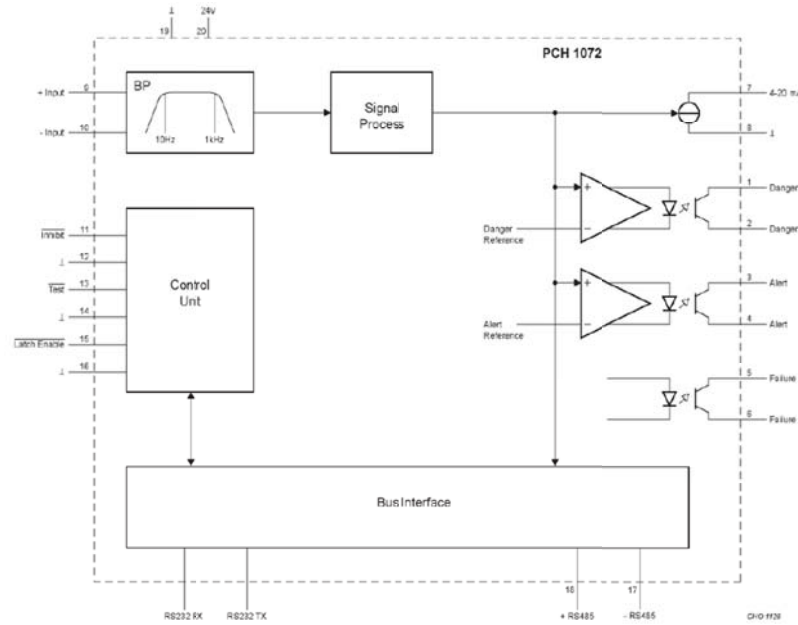 ⊥ 24V
19 20
PCH 1072
BP
10Hz 1kHz
Signal
Process
+ Input 9
- Input 10
7 4-20 mA
8 ⊥
1 Danger
2 Danger
Danger
Reference
3 Alert
4 Alert
Alert
Reference
5 Failure
6 Failure
Inhibit 11
⊥ 12
Test 13
⊥ 14
Latch Enable 15
⊥ 16
Control
Unit
Bus Interface
18 17
RS232 RX RS232 TX + RS485 - RS485